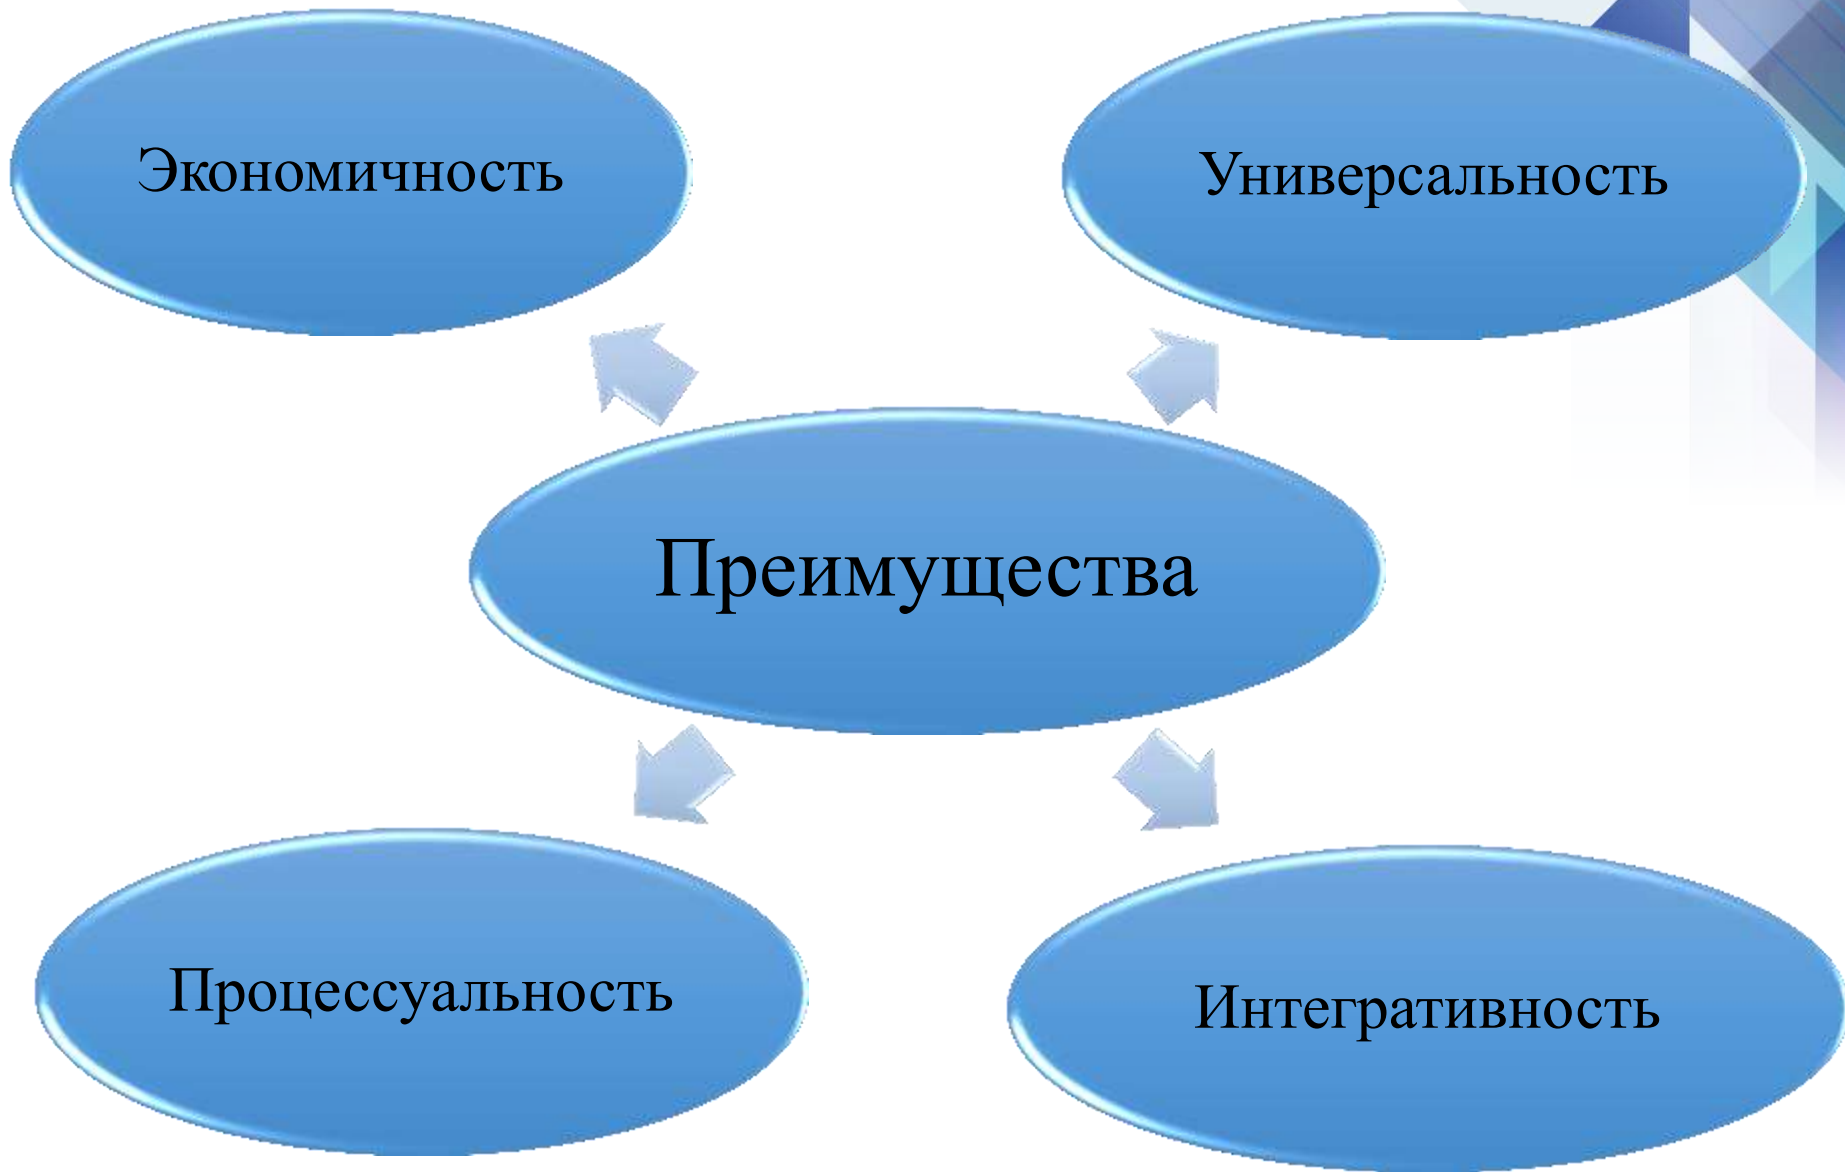 Экономичность
Универсальность
Преимущества
Процессуальность
Интегративность